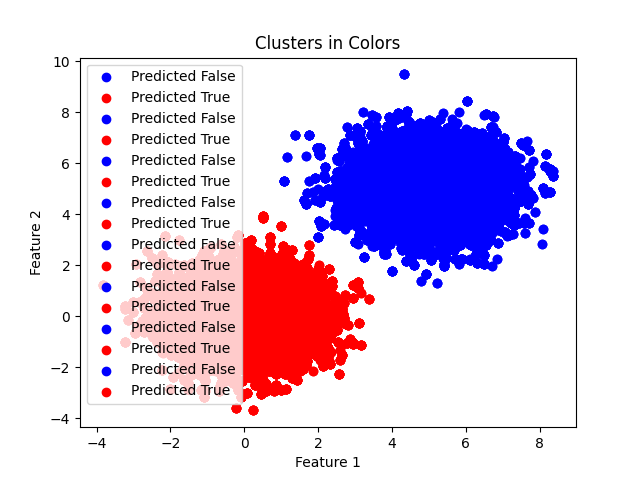 Clusters in Colors
Feature 2
10
8
6
4
2
0
−2
−4
Predicted False
Predicted True
Predicted False
Predicted True
Predicted False
Predicted True
Predicted False
Predicted True
Predicted False
Predicted True
Predicted False
Predicted True
Predicted False
Predicted True
Predicted False
Predicted True
−4 −2 0 2 4 6 8
Feature 1